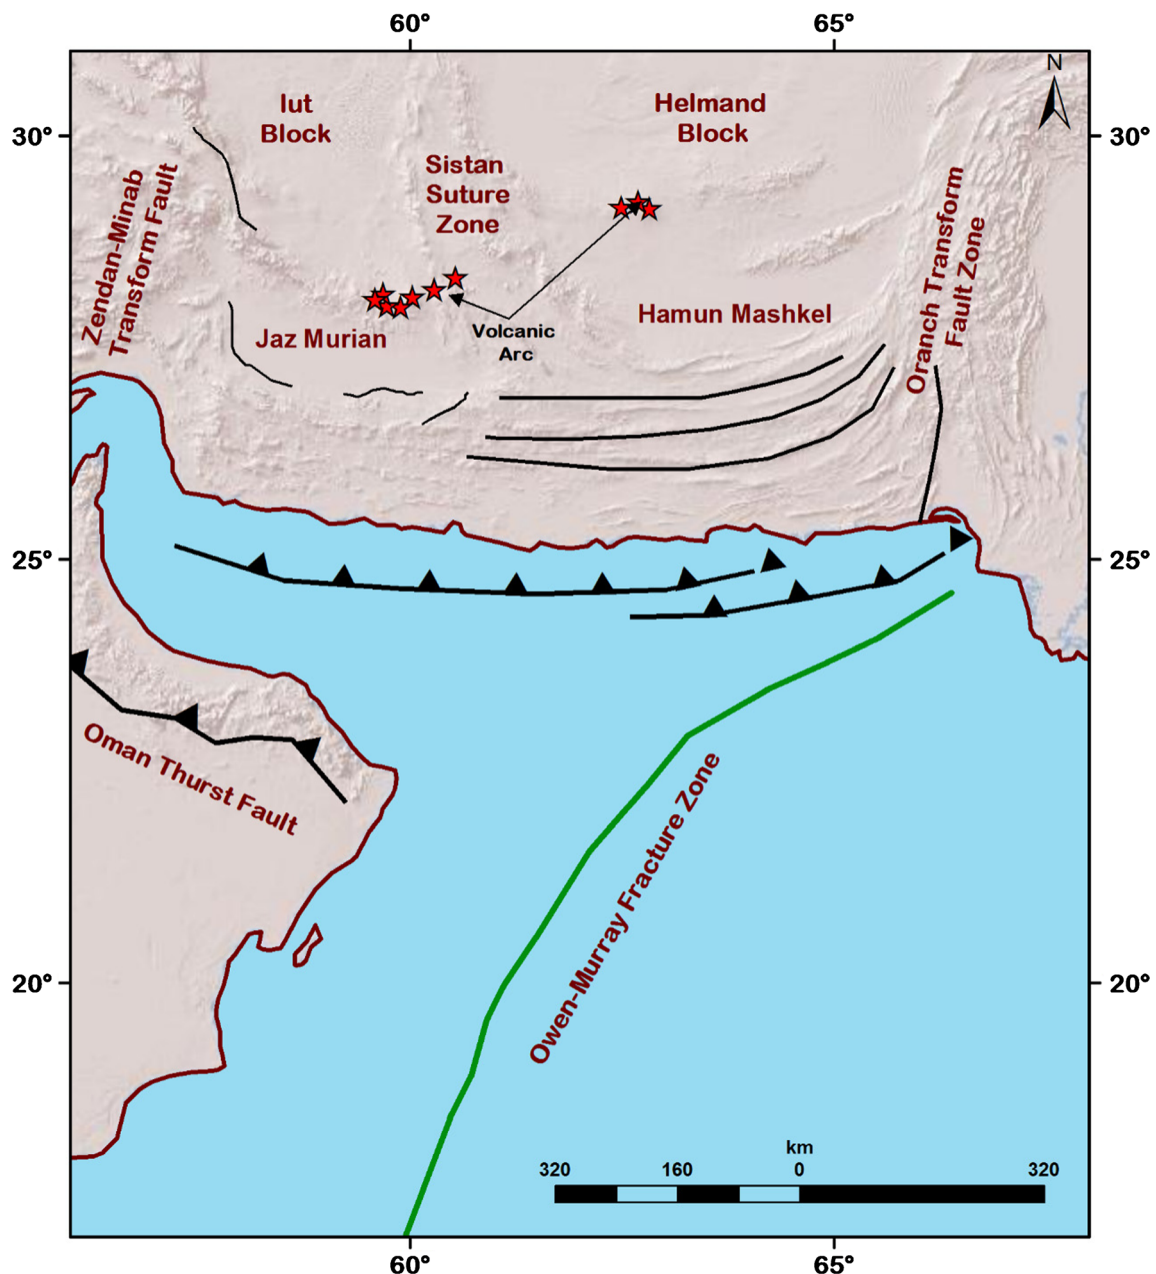 60°
65°
N
30°
30°
Iut
Block
Helmand
Block
Sistan
Suture
Zone
Zendan-Minab
Transform Fault
Oranch Transform
Fault Zone
Jaz Murian
Hamun Mashkel
Volcanic
Arc
25°
25°
Oman Thurst Fault
Owen-Murray Fracture Zone
20°
20°
km
320 160 0 320
60°
65°